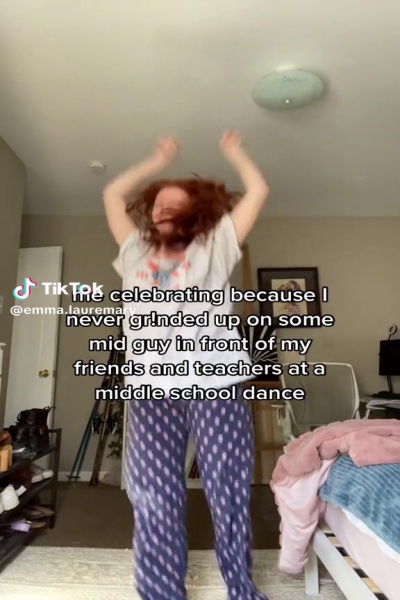 TikTok
@emma.lauremary
me celebrating because I
never gr!nded up on some
mid guy in front of my
friends and teachers at a
middle school dance